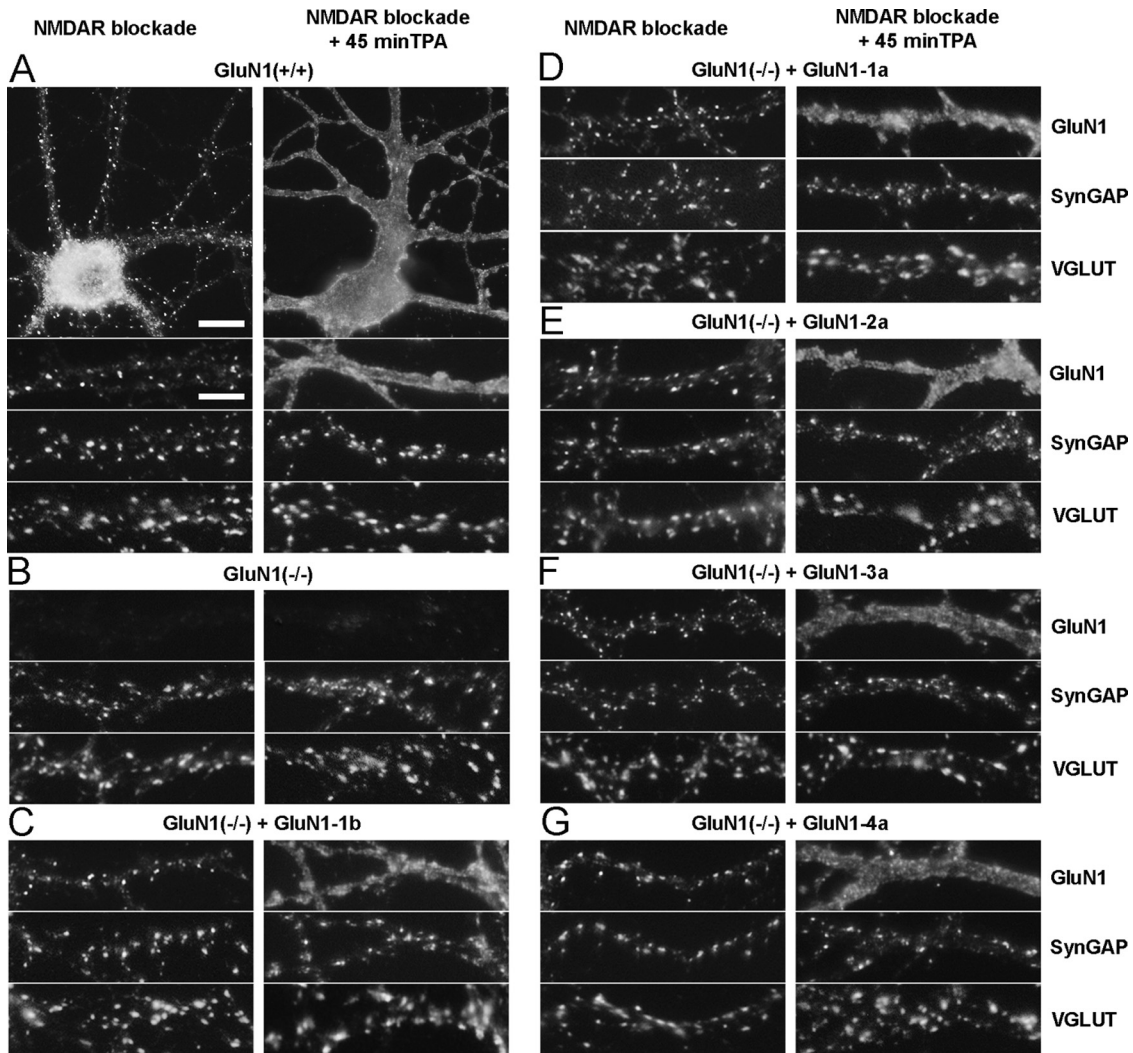 NMDAR blockade
NMDAR blockade
+ 45 minTPA
A
GluN1(+/+)
B
GluN1(-/-)
C
GluN1(-/-) + GluN1-1b
NMDAR blockade
NMDAR blockade
+ 45 minTPA
D
GluN1(-/-) + GluN1-1a
GluN1
SynGAP
VGLUT
E
GluN1(-/-) + GluN1-2a
GluN1
SynGAP
VGLUT
F
GluN1(-/-) + GluN1-3a
GluN1
SynGAP
VGLUT
G
GluN1(-/-) + GluN1-4a
GluN1
SynGAP
VGLUT